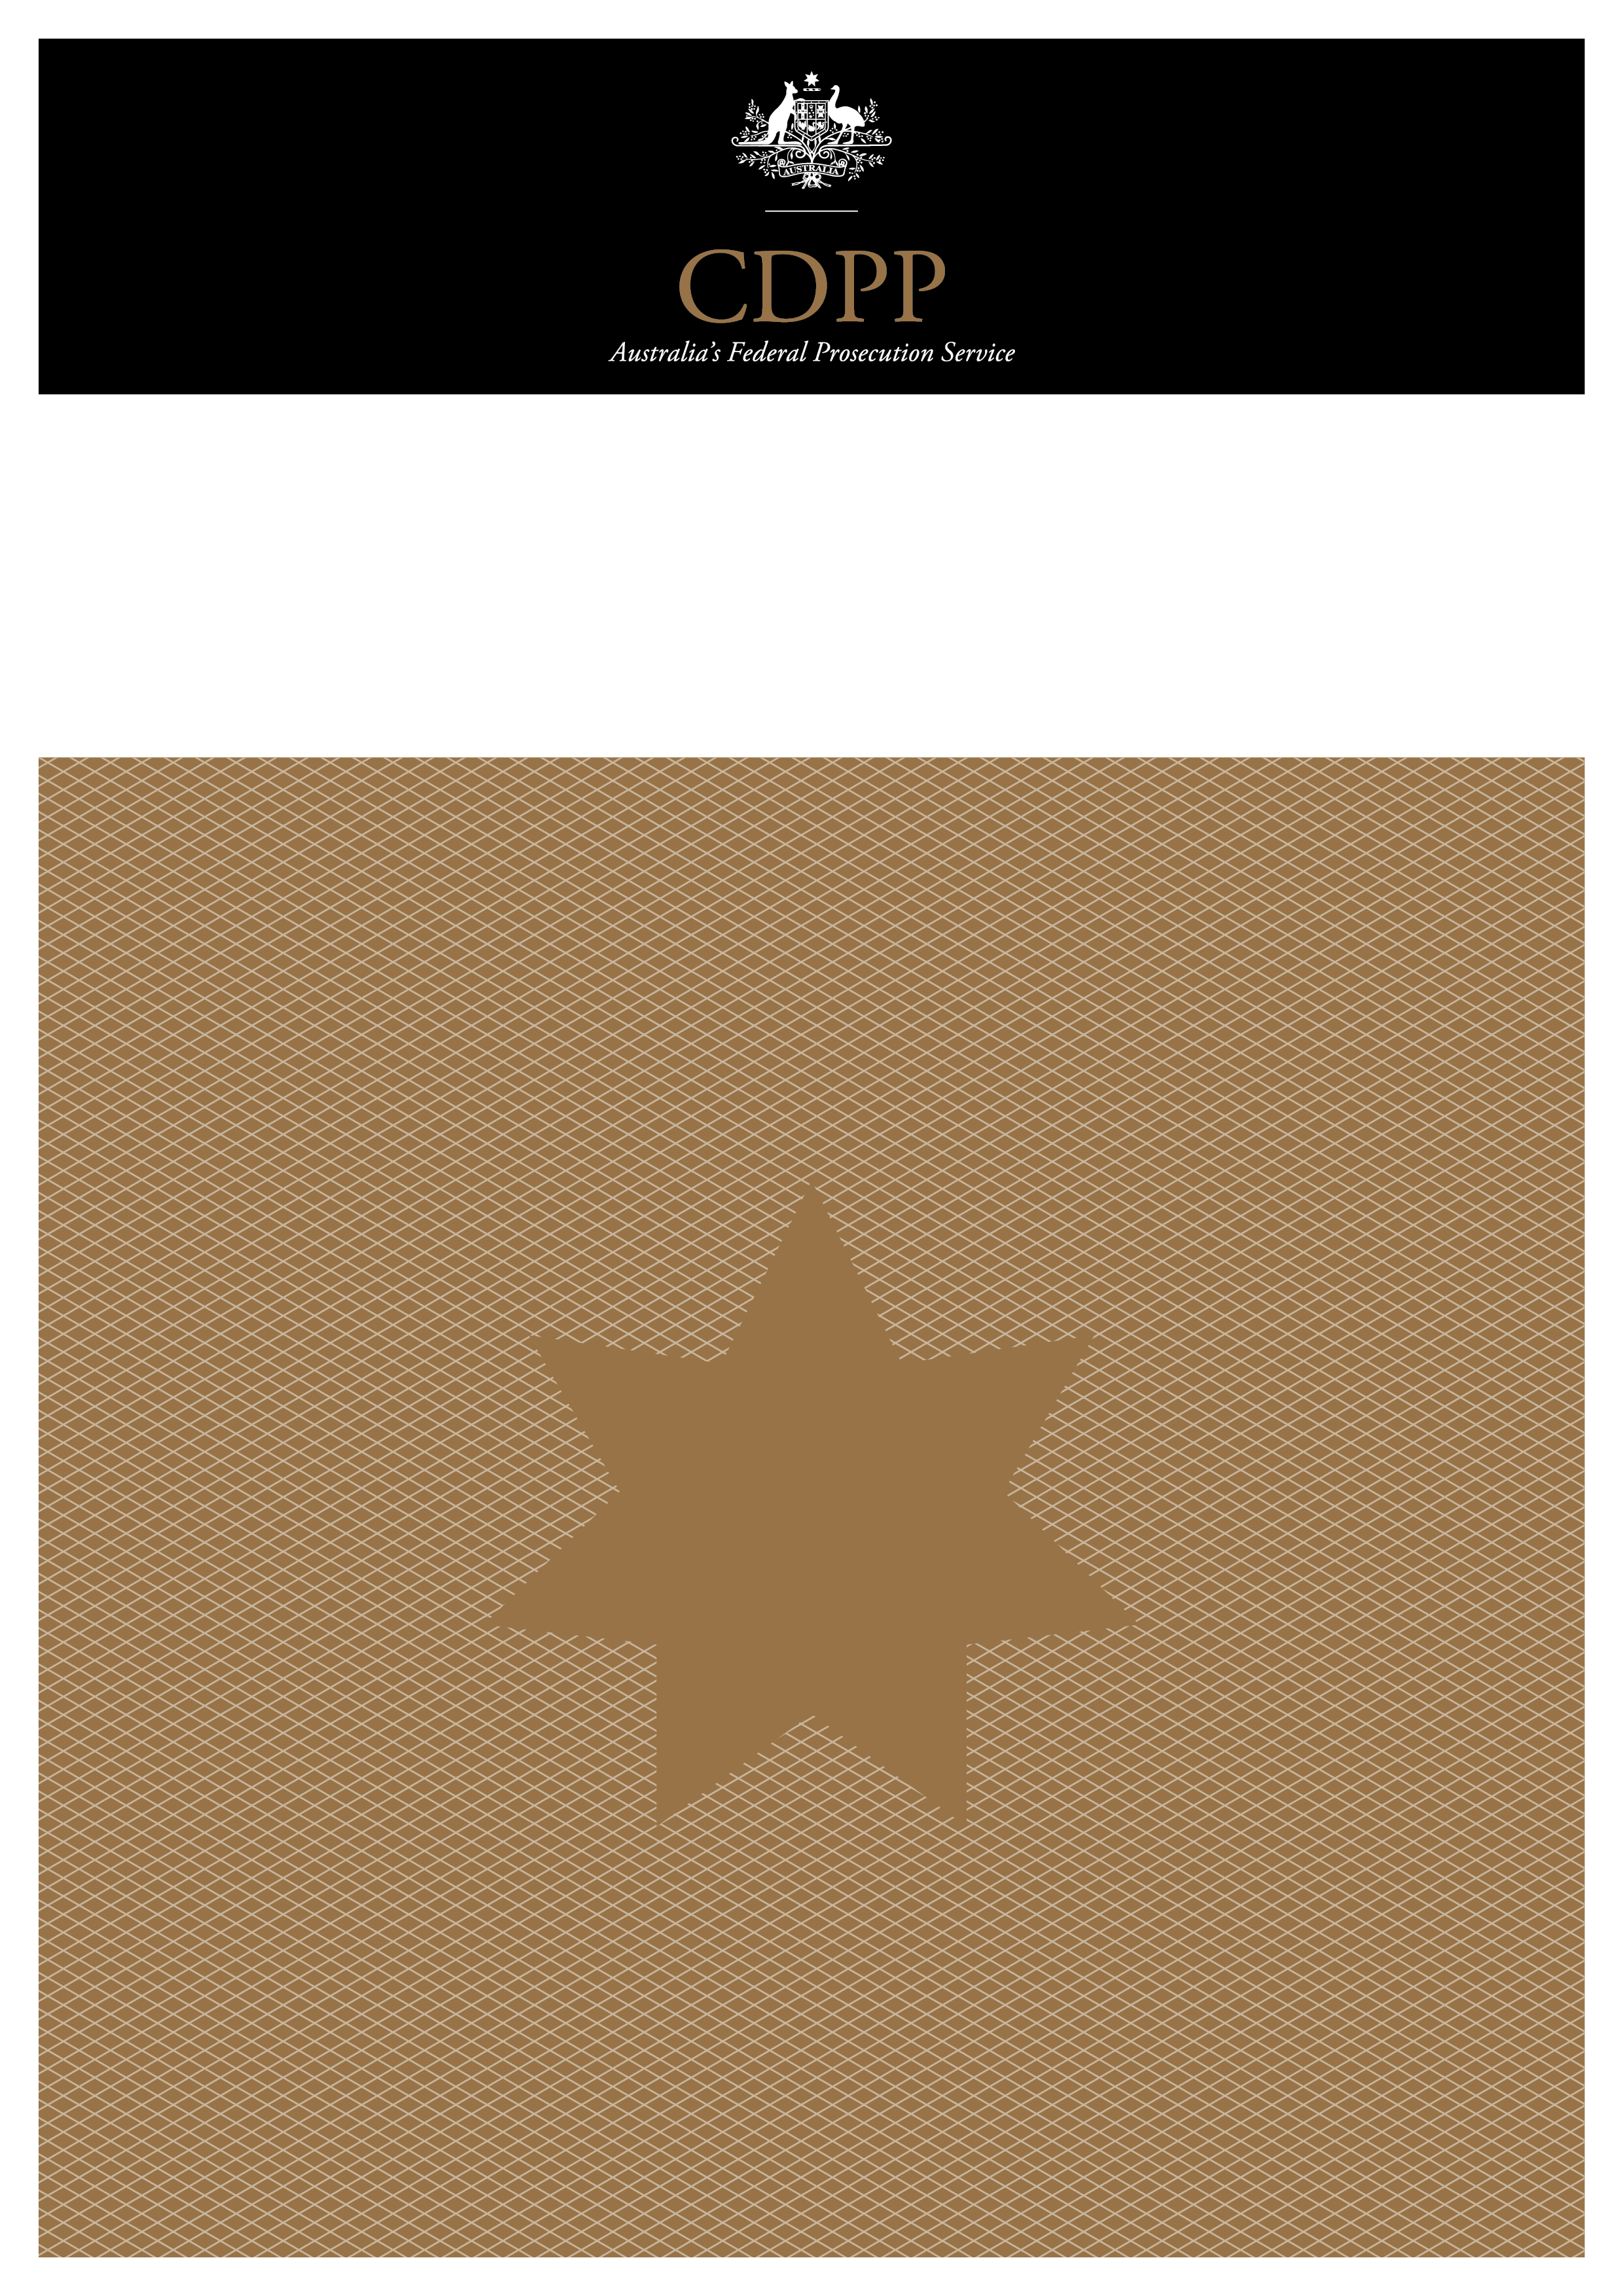 AUSTRALIA
CDPP
Australia’s Federal Prosecution Service